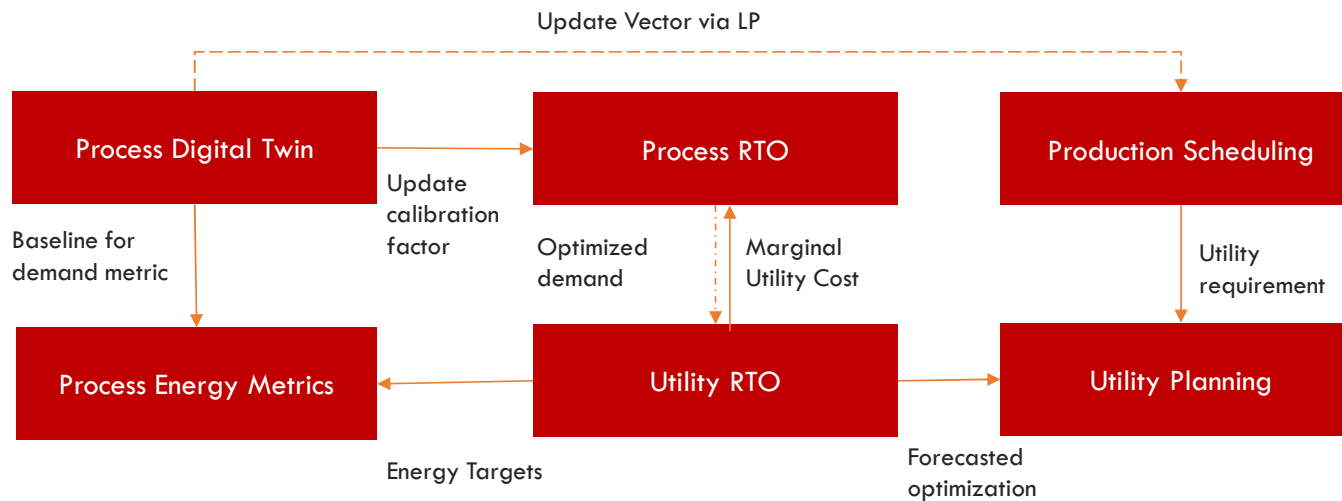 Update Vector via LP
Process Digital Twin
Process RTO
Production Scheduling
Update
calibration
factor
Baseline for
demand metric
Optimized
demand
Marginal
Utility Cost
Utility
requirement
Process Energy Metrics
Utility RTO
Utility Planning
Energy Targets
Forecasted
optimization